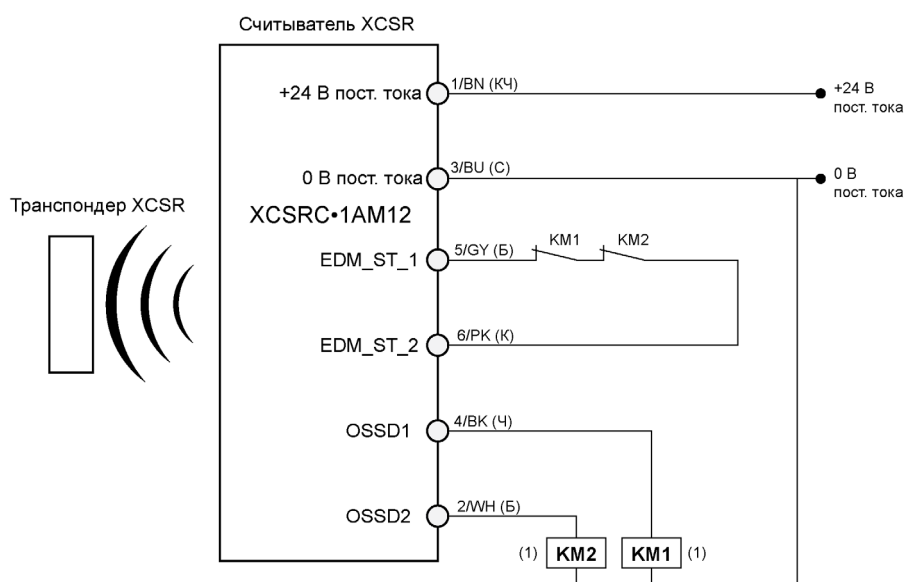 Считыватель XCSR
+24 В пост. тока
1/BN (КЧ)
+24 В
пост. тока
0 В пост. тока
3/BU (С)
0 В
пост. тока
Транспондер XCSR
XCSRC•1AM12
EDM_ST_1
5/GY (Б)
KM1
KM2
EDM_ST_2
6/PK (К)
OSSD1
4/BK (Ч)
OSSD2
2/WH (Б)
(1)
KM2
KM1
(1)